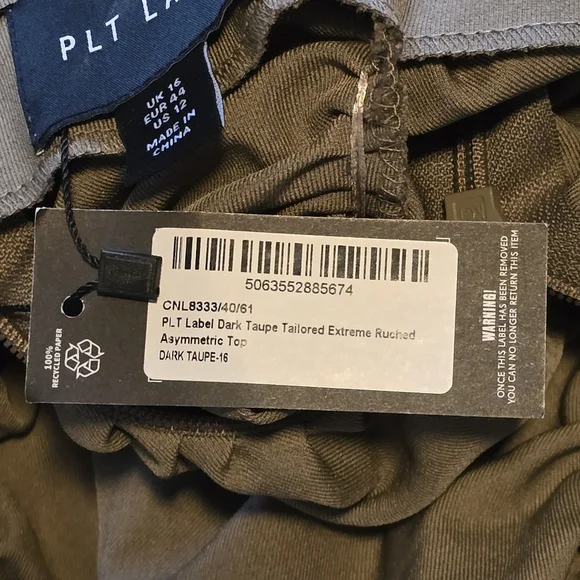 PLT LA
UK 16
EUR 44
US 12
MADE IN
CHINA
5063552885674
CNL8333/40/61
PLT Label Dark Taupe Tailored Extreme Ruched
Asymmetric Top
DARK TAUPE-16
100%
RECYCLED PAPER
WARNING!
ONCE THIS LABEL HAS BEEN REMOVED
YOU CAN NO LONGER RETURN THIS ITEM